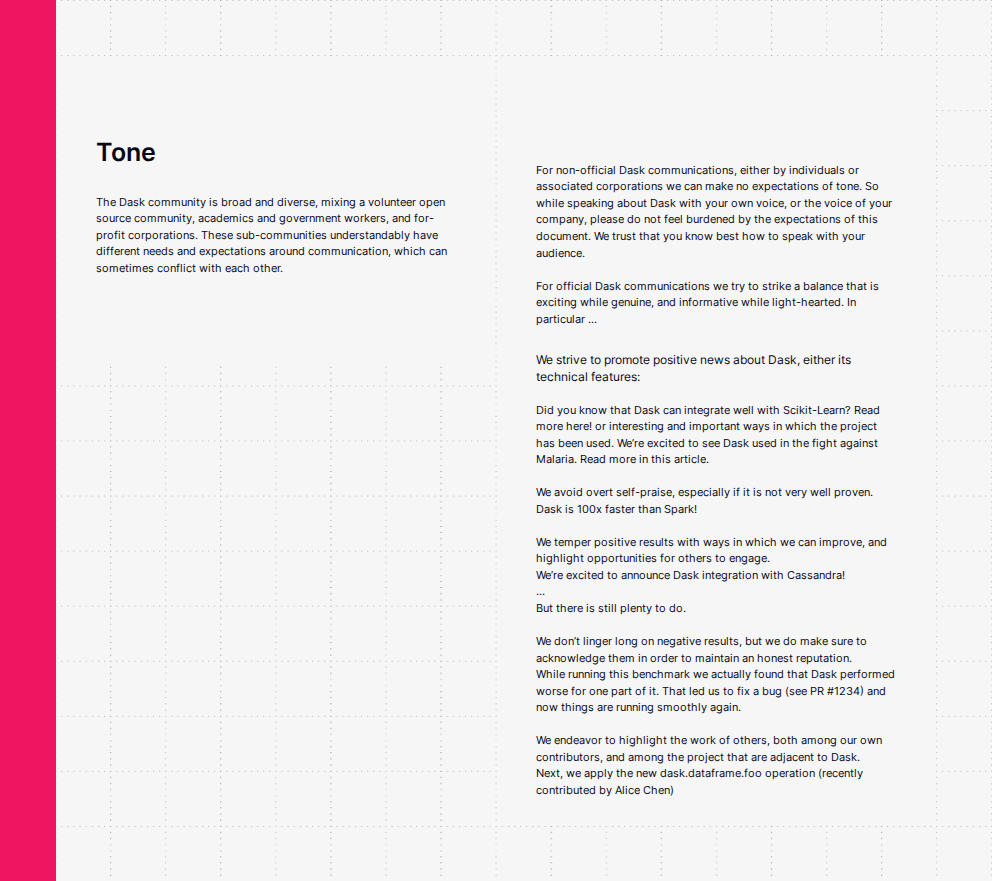 Tone
The Dask community is broad and diverse, mixing a volunteer open
source community, academics and government workers, and for-
profit corporations. These sub-communities understandably have
different needs and expectations around communication, which can
sometimes conflict with each other.
For non-official Dask communications, either by individuals or
associated corporations we can make no expectations of tone. So
while speaking about Dask with your own voice, or the voice of your
company, please do not feel burdened by the expectations of this
document. We trust that you know best how to speak with your
audience.
For official Dask communications we try to strike a balance that is
exciting while genuine, and informative while light-hearted. In
particular ...
We strive to promote positive news about Dask, either its
technical features:
Did you know that Dask can integrate well with Scikit-Learn? Read
more here! or interesting and important ways in which the project
has been used. We’re excited to see Dask used in the fight against
Malaria. Read more in this article.
We avoid overt self-praise, especially if it is not very well proven.
Dask is 100x faster than Spark!
We temper positive results with ways in which we can improve, and
highlight opportunities for others to engage.
We’re excited to announce Dask integration with Cassandra!
...
But there is still plenty to do.
We don’t linger long on negative results, but we do make sure to
acknowledge them in order to maintain an honest reputation.
While running this benchmark we actually found that Dask performed
worse for one part of it. That led us to fix a bug (see PR #1234) and
now things are running smoothly again.
We endeavor to highlight the work of others, both among our own
contributors, and among the project that are adjacent to Dask.
Next, we apply the new dask.dataframe.foo operation (recently
contributed by Alice Chen)